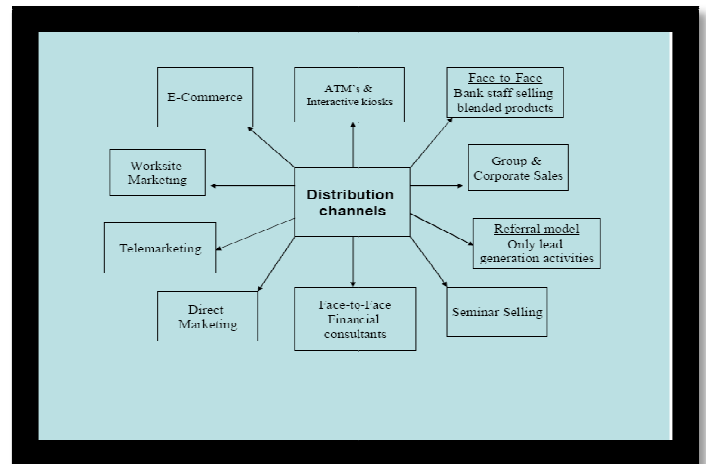 E-Commerce
ATM's &
Interactive kiosks
Face to Face
Bank staff selling
blended products
Worksite
Marketing
Distribution
channels
Group &
Corporate Sales
Telemarketing
Referral model
Only lead
generation activities
Direct
Marketing
Face-to-Face
Financial
consultants
Seminar Selling